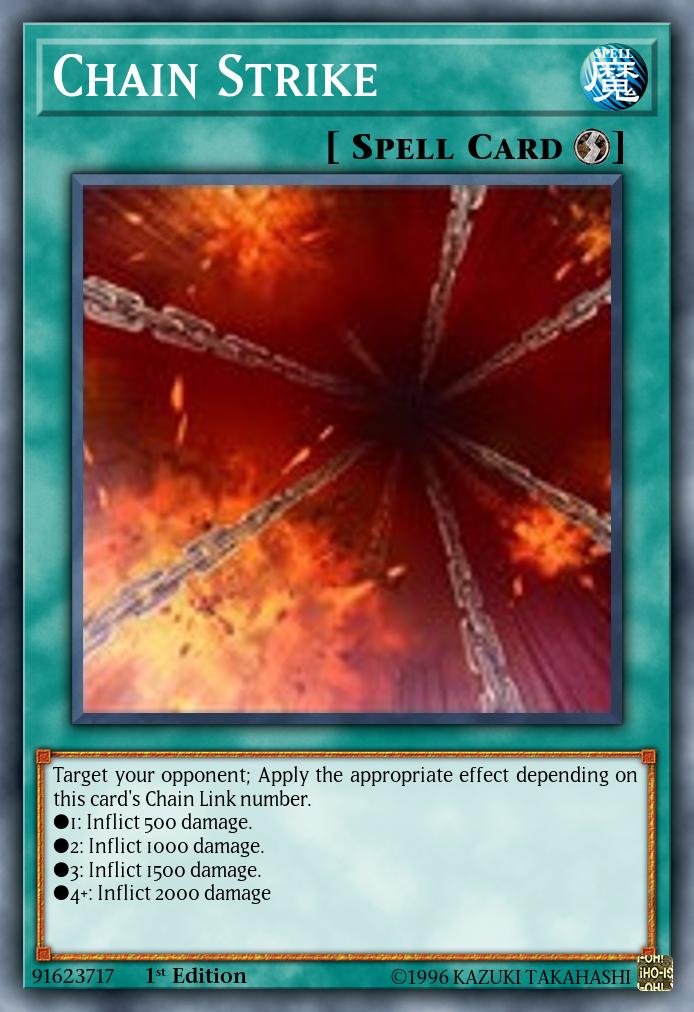 Chain Strike
SPELL
魔
[ Spell Card ]
Target your opponent; Apply the appropriate effect depending on
this card's Chain Link number.
●1: Inflict 500 damage.
●2: Inflict 1000 damage.
●3: Inflict 1500 damage.
●4+: Inflict 2000 damage
91623717 1st Edition ©1996 KAZUKI TAKAHASHI